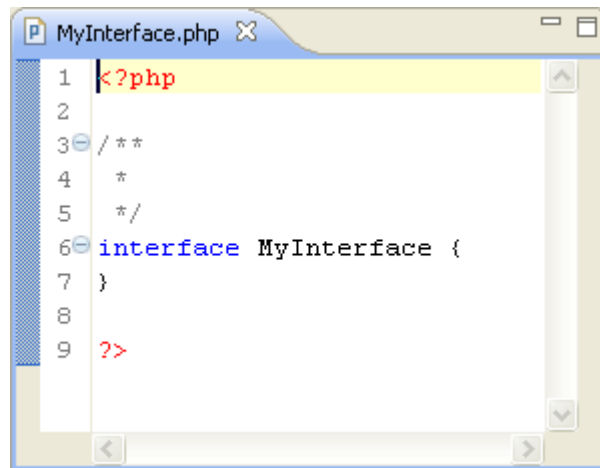 MyInterface.php
1 <?php
2
3 /**
4  *
5  */
6 interface MyInterface {
7 }
8
9 ?>